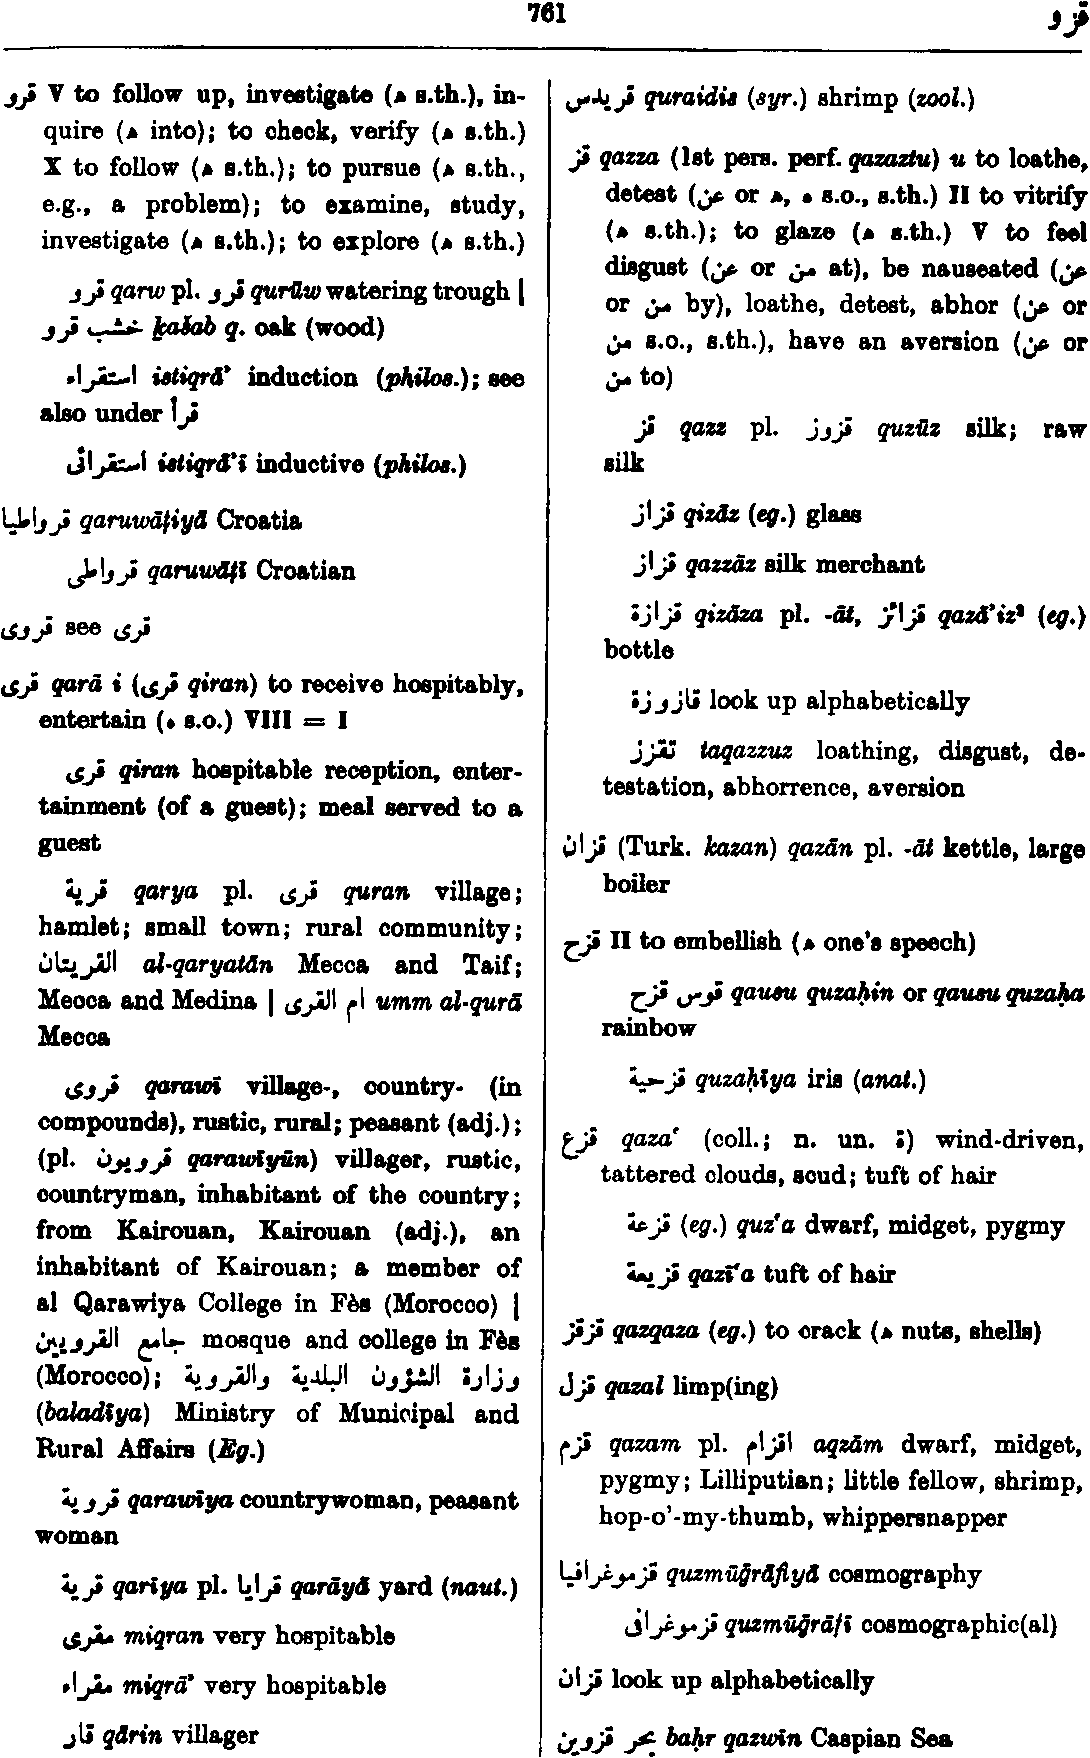 761
قزو
قرو V to follow up, investigate (ه s.th.), in-
quire (ه into); to check, verify (ه s.th.)
X to follow (ه s.th.); to pursue (ه s.th.,
e.g., a problem); to examine, study,
investigate (ه s.th.); to explore (ه s.th.)
قرو qarw pl. قرو qurūw watering trough |
خشب قرو ḵašab q. oak (wood)
استقراء istiqrā’ induction (philos.); see
also under قرأ
استقرائى istiqrā’ī inductive (philos.)
قرواطيا qaruwāṭiyā Croatia
قرواطى qaruwāṭī Croatian
قروى see قرى
قرى qarā i (قرى qiran) to receive hospitably,
entertain (ه s.o.) VIII = I
قرى qiran hospitable reception, enter-
tainment (of a guest); meal served to a
guest
قرية qarya pl. قرى quran village;
hamlet; small town; rural community;
القريتان al-qaryatān Mecca and Taif;
Mecca and Medina | ام القرى umm al-qurā
Mecca
قروى qarawī village-, country- (in
compounds), rustic, rural; peasant (adj.);
(pl. قرويون qarawīyūn) villager, rustic,
countryman, inhabitant of the country;
from Kairouan, Kairouan (adj.), an
inhabitant of Kairouan; a member of
al Qarawiya College in Fès (Morocco) |
جامع القرويين mosque and college in Fès
(Morocco); وزارة الشؤون البلدية والقروية
(baladīya) Ministry of Municipal and
Rural Affairs (Eg.)
قروية qarawīya countrywoman, peasant
woman
قرية qarīya pl. قرايا qarāyā yard (naut.)
مقرى miqran very hospitable
مقراء miqrā’ very hospitable
قار qārin villager
قريدس quraidis (syr.) shrimp (zool.)
قز qazza (1st pers. perf. qazaztu) u to loathe,
detest (عن or ه, ه s.o., s.th.) II to vitrify
(ه s.th.); to glaze (ه s.th.) V to feel
disgust (عن or من at), be nauseated (عن
or من by), loathe, detest, abhor (عن or
من s.o., s.th.), have an aversion (عن or
من to)
قز qazz pl. قزوز quzūz silk; raw
silk
قزاز qizāz (eg.) glass
قزاز qazzāz silk merchant
قزازة qizāza pl. -āt, قزائز qazā’iz² (eg.)
bottle
قازوزة look up alphabetically
تقزز taqazzuz loathing, disgust, de-
testation, abhorrence, aversion
قزان (Turk. kazan) qazān pl. -āt kettle, large
boiler
قزح II to embellish (ه one's speech)
قوس قزح qausu quzaḥin or qausu quzaḥa
rainbow
قزحية quzaḥīya iris (anat.)
قزع qaza‘ (coll.; n. un. ة) wind-driven,
tattered clouds, scud; tuft of hair
قزعة (eg.) quz‘a dwarf, midget, pygmy
قزيعة qazī‘a tuft of hair
قزقز qazqaza (eg.) to crack (ه nuts, shells)
قزل qazal limp(ing)
قزم qazam pl. اقزام aqzām dwarf, midget,
pygmy; Lilliputian; little fellow, shrimp,
hop-o'-my-thumb, whippersnapper
قزموغرافيا quzmūḡrāfiyā cosmography
قزموغرافى quzmūḡrāfī cosmographic(al)
قزان look up alphabetically
بحر قزوين baḥr qazwīn Caspian Sea